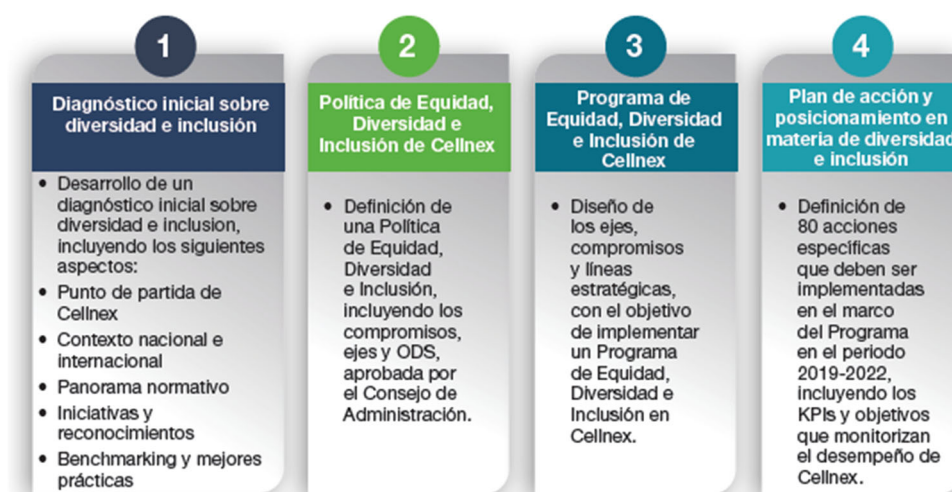 1
Diagnóstico inicial sobre
diversidad e inclusión
• Desarrollo de un
diagnóstico inicial sobre
diversidad e inclusion,
incluyendo los siguientes
aspectos:
• Punto de partida de
Cellnex
• Contexto nacional e
internacional
• Panorama normativo
• Iniciativas y
reconocimientos
• Benchmarking y mejores
prácticas
2
Política de Equidad,
Diversidad e
Inclusión de Cellnex
• Definición de
una Política
de Equidad,
Diversidad
e Inclusión,
incluyendo los
compromisos,
ejes y ODS,
aprobada por
el Consejo de
Administración.
3
Programa de
Equidad, Diversidad
e Inclusión de
Cellnex
• Diseño de
los ejes,
compromisos
y líneas
estratégicas,
con el objetivo
de implementar
un Programa
de Equidad,
Diversidad e
Inclusión en
Cellnex.
4
Plan de acción y
posicionamiento en
materia de diversidad
e inclusión
• Definición de
80 acciones
específicas
que deben ser
implementadas
en el marco
del Programa
en el periodo
2019-2022,
incluyendo los
KPIs y objetivos
que monitorizan
el desempeño de
Cellnex.